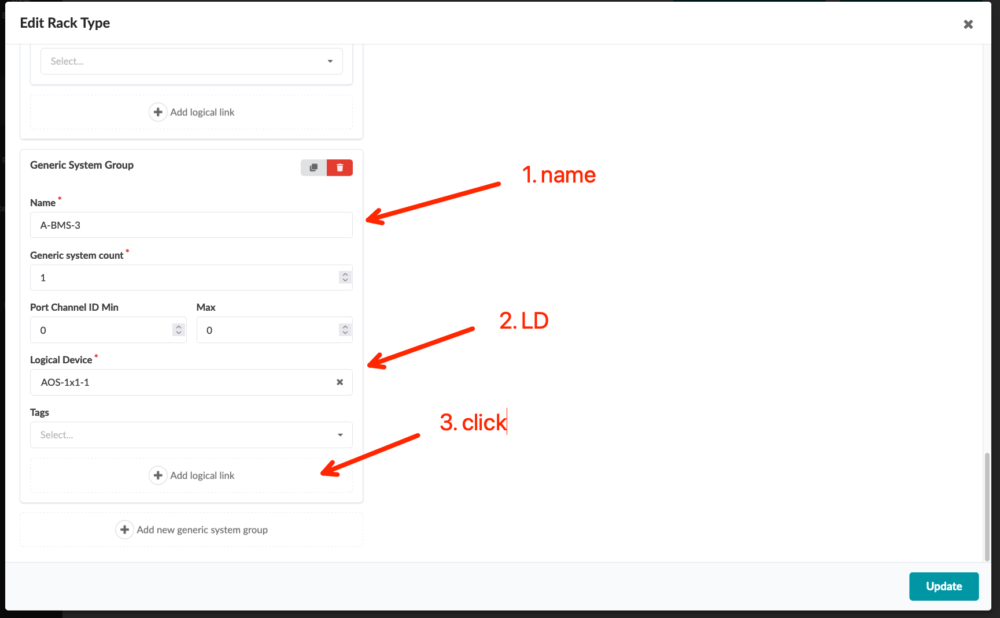 Edit Rack Type
Select...
Add logical link
Generic System Group
1. name
Name *
A-BMS-3
Generic system count *
1
Port Channel ID Min
Max
0
0
2. LD
Logical Device *
AOS-1x1-1
Tags
3. click
Select...
Add logical link
Add new generic system group
Update